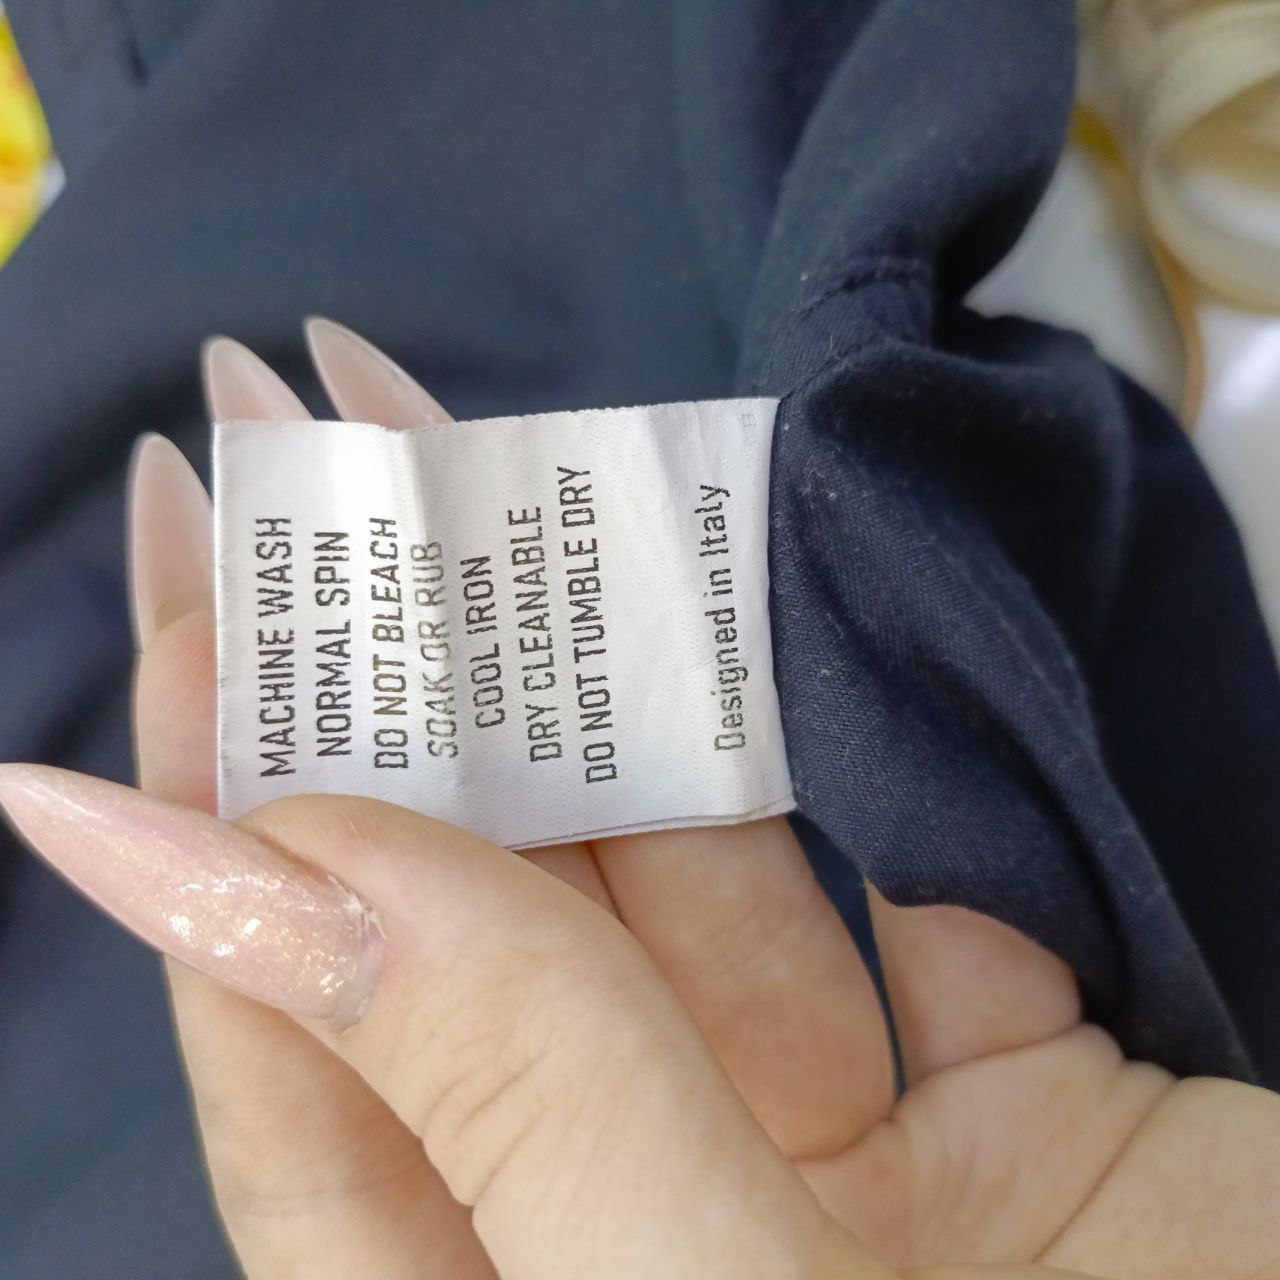 MACHINE WASH
NORMAL SPIN
DO NOT BLEACH
SOAK OR RUB
COOL IRON
DRY CLEANABLE
DO NOT TUMBLE DRY
Designed in Italy